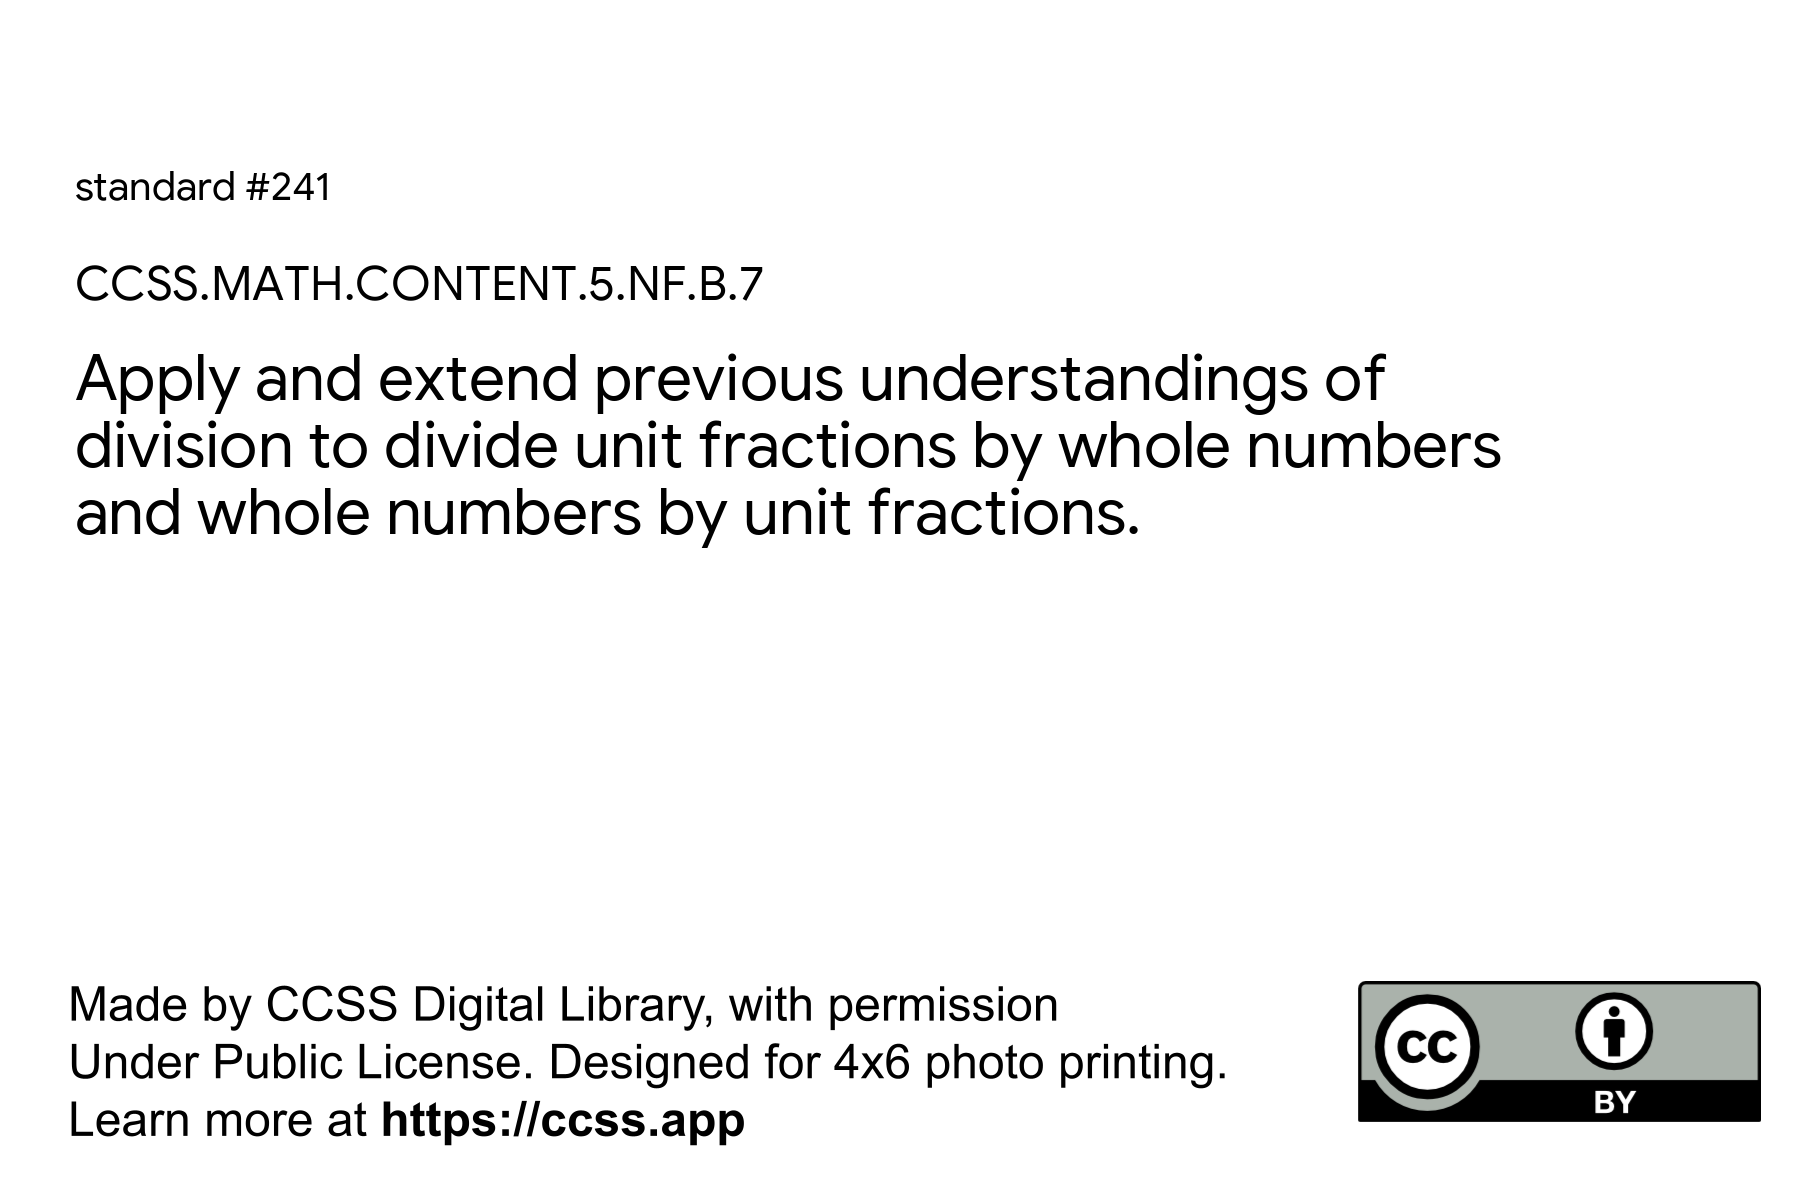 standard #241
CCSS.MATH.CONTENT.5.NF.B.7
Apply and extend previous understandings of
division to divide unit fractions by whole numbers
and whole numbers by unit fractions.
Made by CCSS Digital Library, with permission
Under Public License. Designed for 4x6 photo printing.
Learn more at https://ccss.app
cc
BY